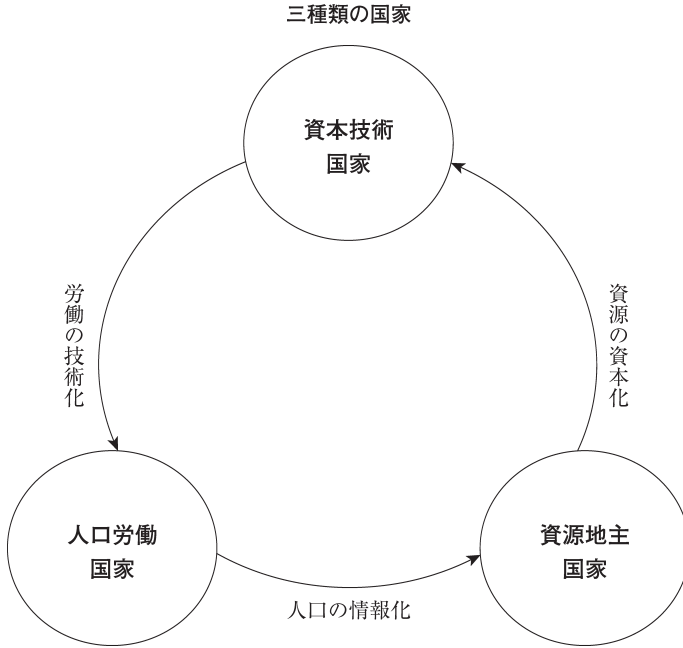 三種類の国家
資本技術
国家
労働の技術化
資源の資本化
人口労働
国家
資源地主
国家
人口の情報化